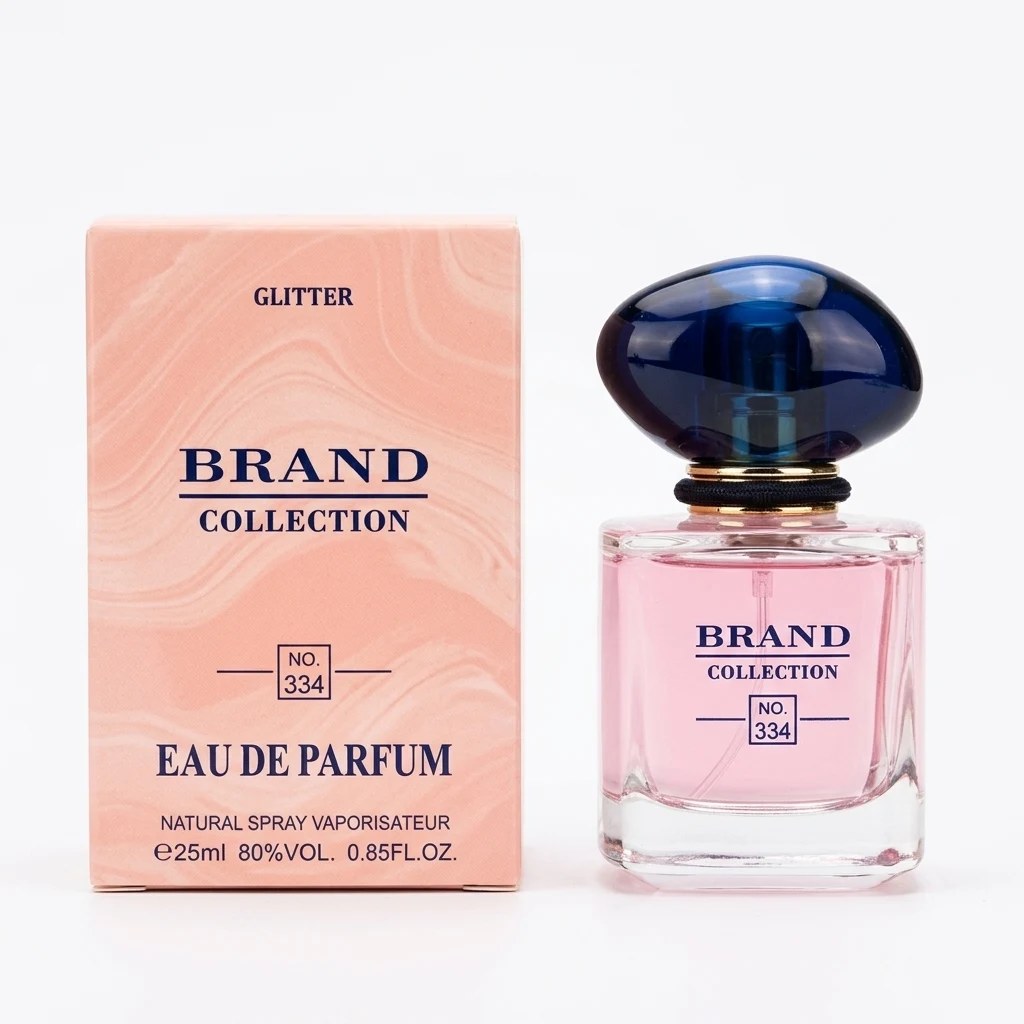 GLITTER
BRAND
COLLECTION
NO.
334
EAU DE PARFUM
NATURAL SPRAY VAPORISATEUR
℮25ml 80%VOL. 0.85FL.OZ.
BRAND
COLLECTION
NO.
334